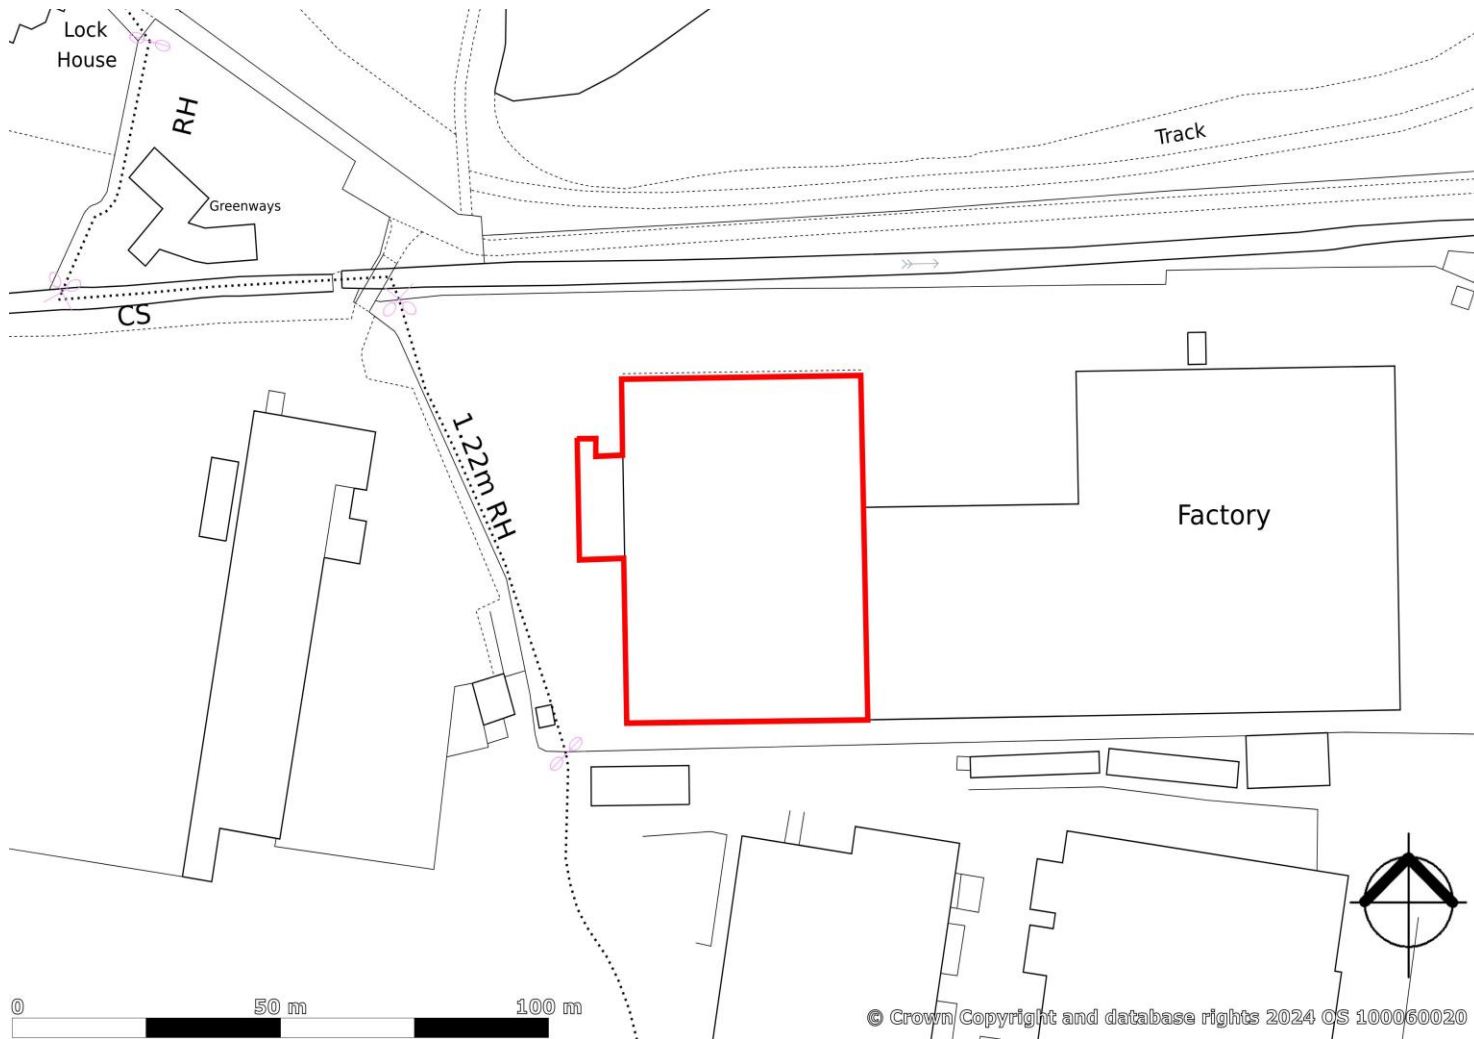 Lock
House
RH
Track
Greenways
CS
1.22m RH
Factory
0 50 m 100 m
© Crown Copyright and database rights 2024 OS 100060020